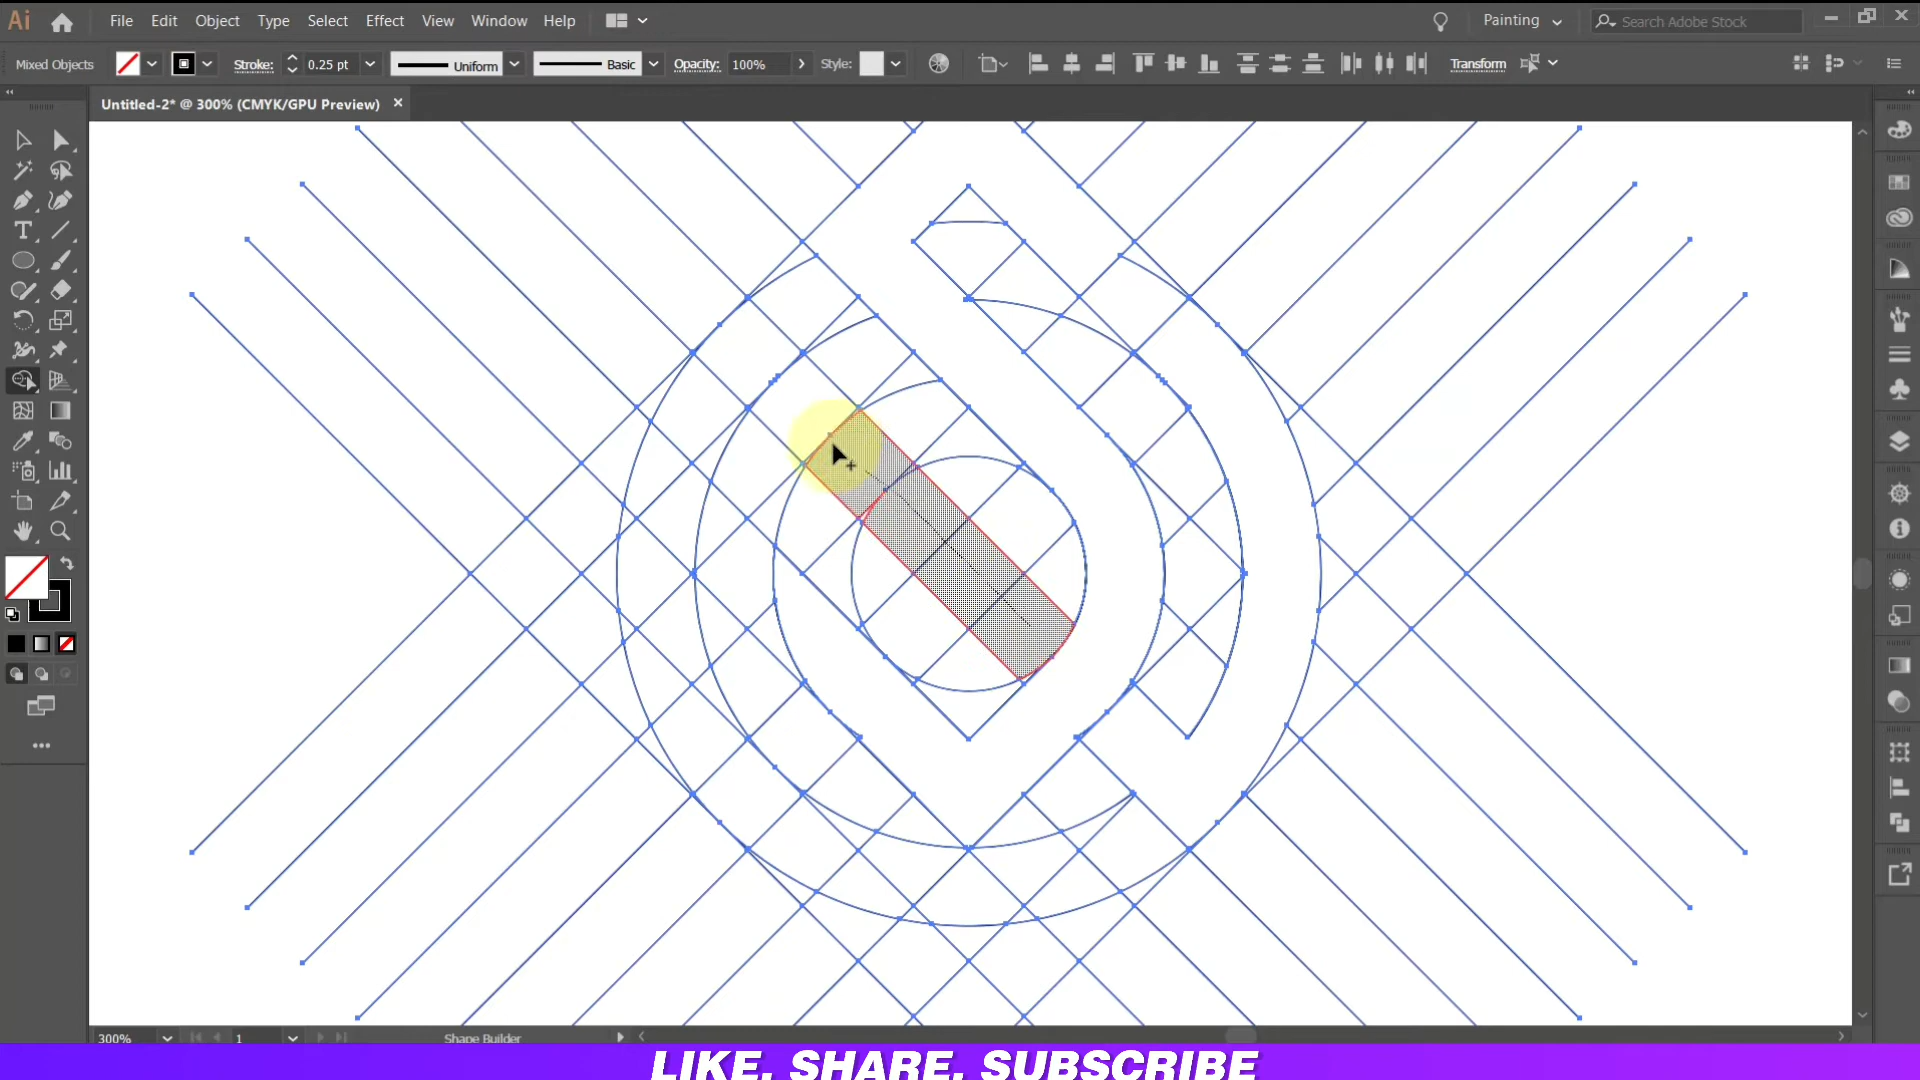 Ai File Edit Object Type Select Effect View Window Help Painting Search Adobe Stock
Mixed Objects Stroke: 0.25 pt Uniform Basic Opacity: 100% Style: Transform
Untitled-2* @ 300% (CMYK/GPU Preview)
300% 1 Shape Builder
LIKE, SHARE, SUBSCRIBE